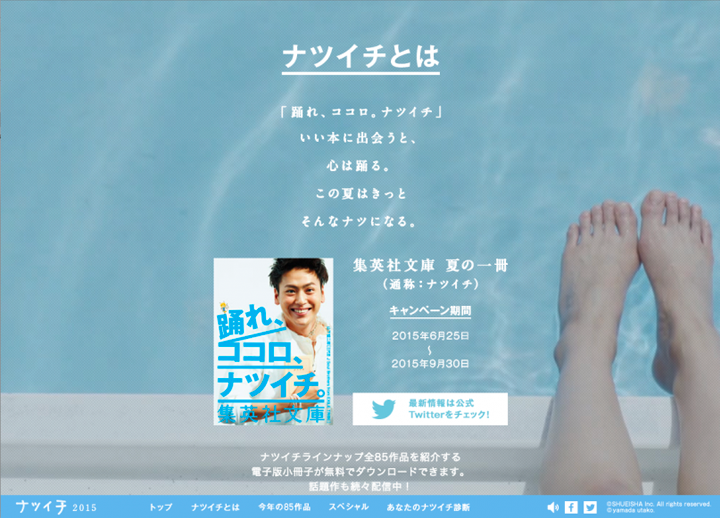 ナツイチとは
「踊れ、ココロ。ナツイチ」
いい本に出会うと、
心は踊る。
この夏はきっと
そんなナツになる。
踊れ、
ココロ、
ナツイチ。
集英社文庫
集英社文庫 夏の一冊
(通称:ナツイチ)
キャンペーン期間
2015年6月25日
〜
2015年9月30日
最新情報は公式
Twitterをチェック!
ナツイチラインナップ全85作品を紹介する
電子版小冊子が無料でダウンロードできます。
話題作も続々配信中!
ナツイチ 2015
トップ ナツイチとは 今年の85作品 スペシャル あなたのナツイチ診断
©SHUEISHA Inc. All rights reserved.
©yamada utako.